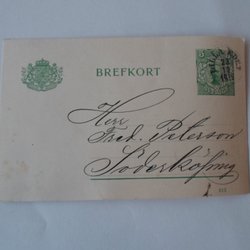 BREFKORT
Herr
Fred. Peterson
Söderköping